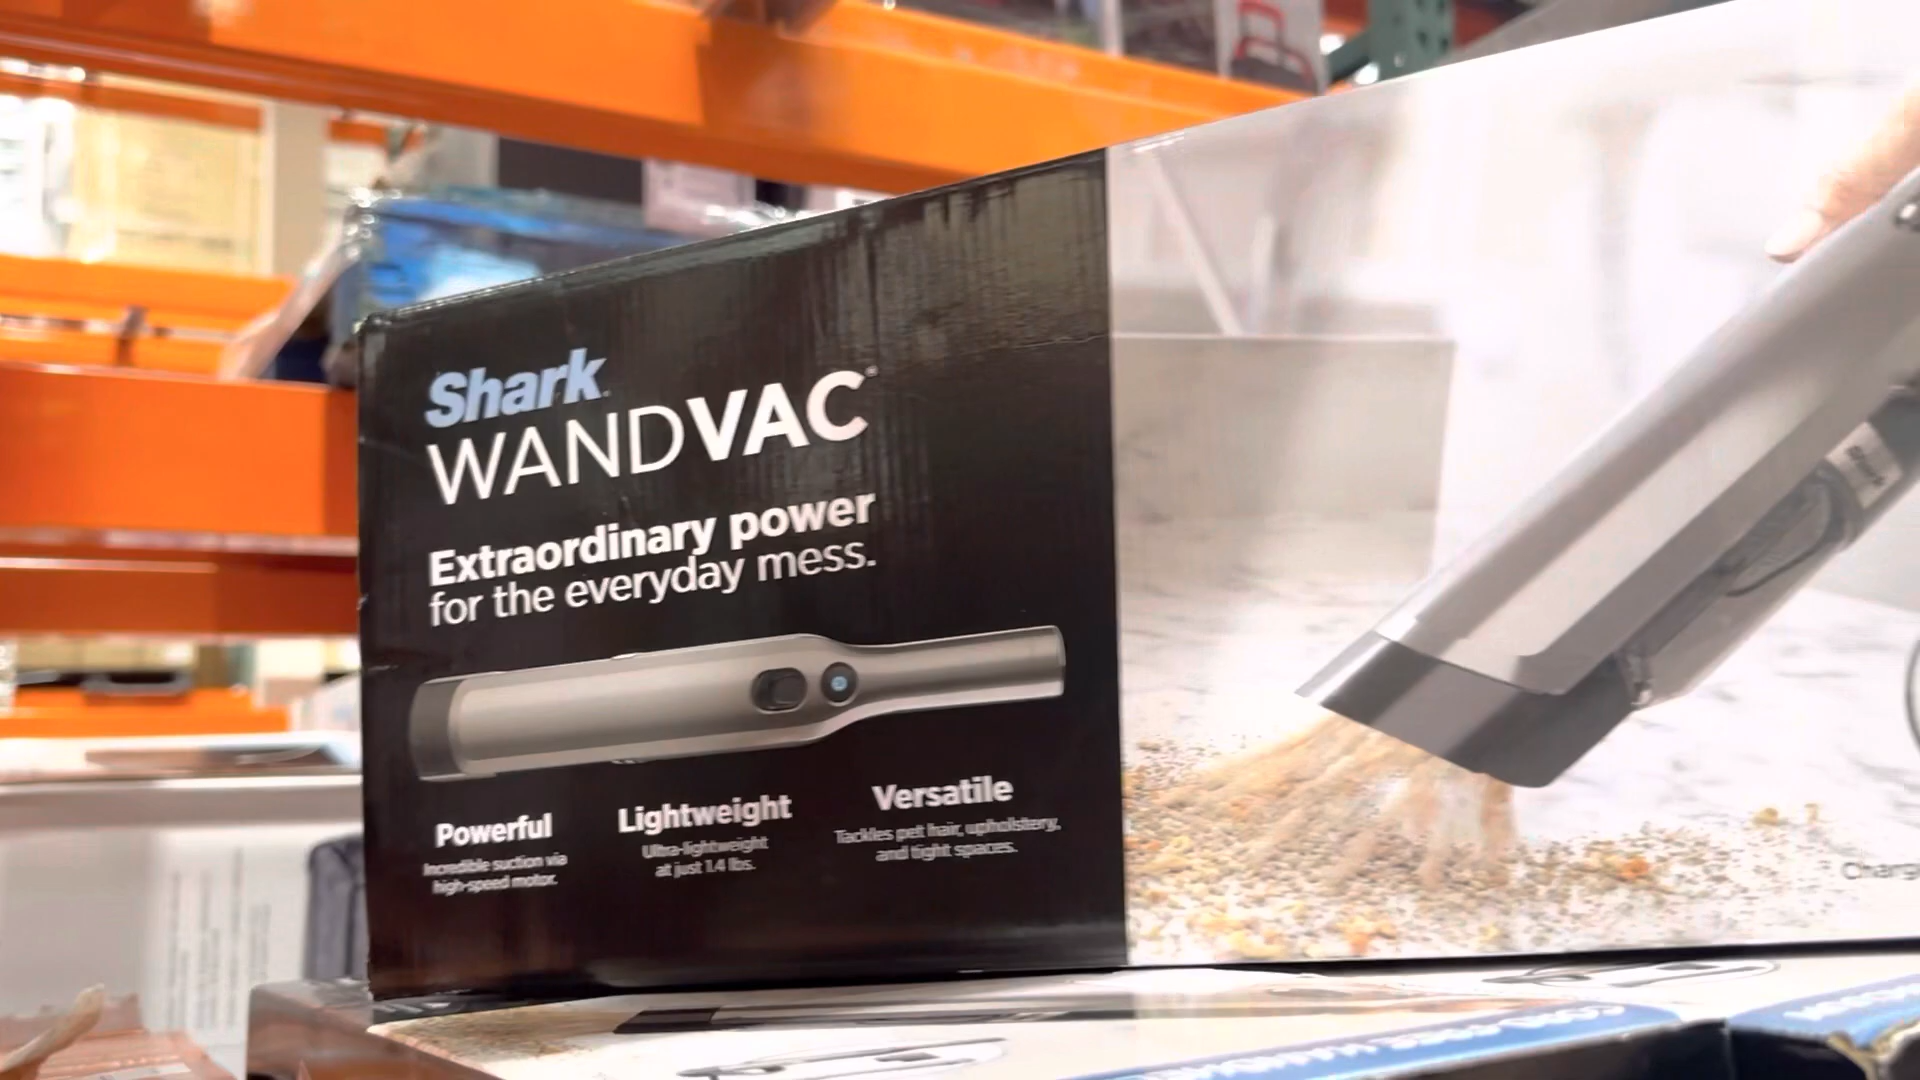 Shark
WANDVAC®
Extraordinary power
for the everyday mess.
Powerful
Incredible suction via
high-speed motor.
Lightweight
Ultra-lightweight
at just 1.4 lbs.
Versatile
Tackles pet hair, upholstery,
and tight spaces.
Shark